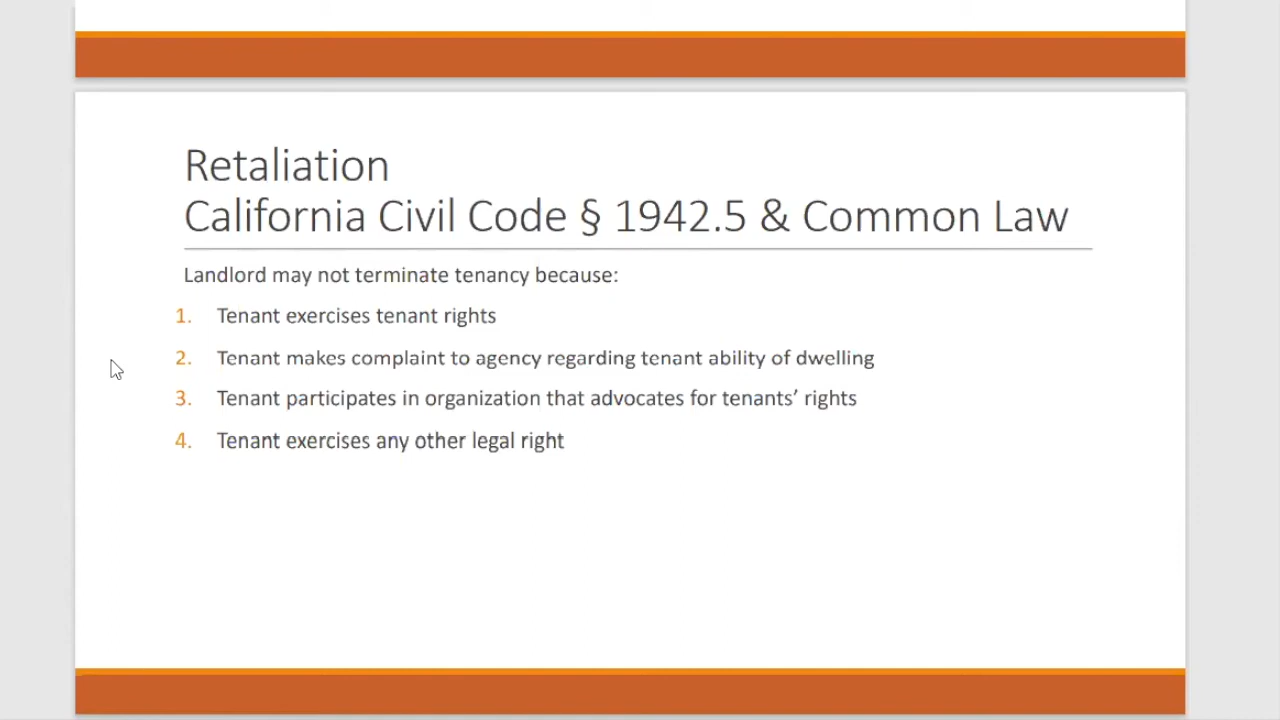 Retaliation
California Civil Code § 1942.5 & Common Law
Landlord may not terminate tenancy because:
1. Tenant exercises tenant rights
2. Tenant makes complaint to agency regarding tenant ability of dwelling
3. Tenant participates in organization that advocates for tenants’ rights
4. Tenant exercises any other legal right